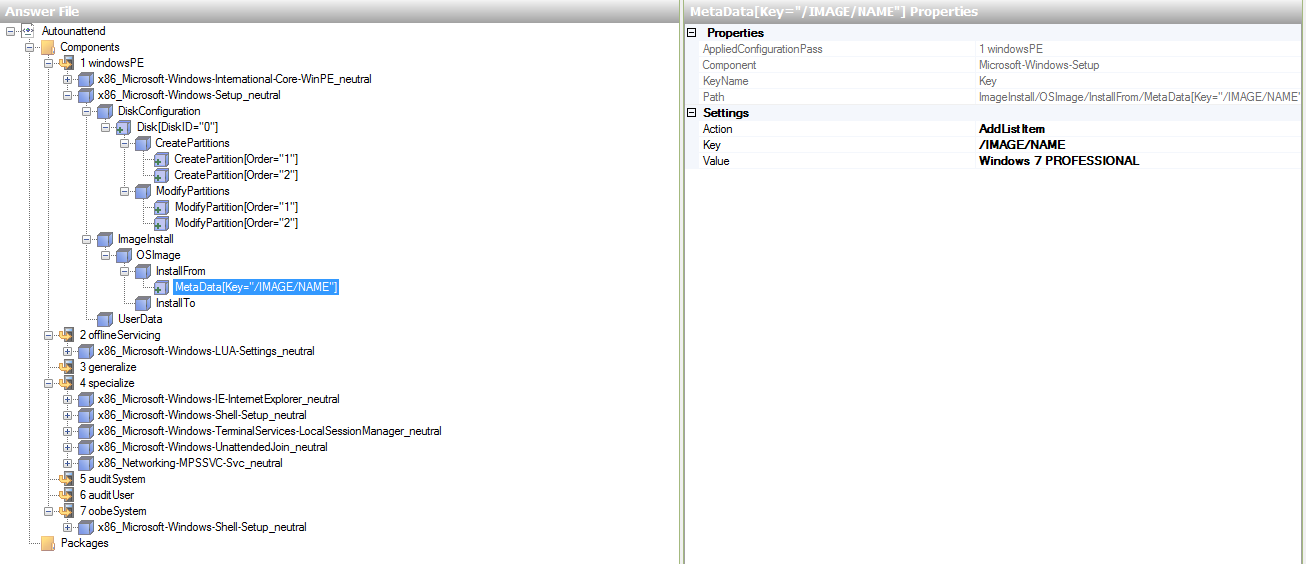 Answer File
Autounattend
Components
1 windowsPE
x86_Microsoft-Windows-International-Core-WinPE_neutral
x86_Microsoft-Windows-Setup_neutral
DiskConfiguration
Disk[DiskID="0"]
CreatePartitions
CreatePartition[Order="1"]
CreatePartition[Order="2"]
ModifyPartitions
ModifyPartition[Order="1"]
ModifyPartition[Order="2"]
ImageInstall
OSImage
InstallFrom
MetaData[Key="/IMAGE/NAME"]
InstallTo
UserData
2 offlineServicing
x86_Microsoft-Windows-LUA-Settings_neutral
3 generalize
4 specialize
x86_Microsoft-Windows-IE-InternetExplorer_neutral
x86_Microsoft-Windows-Shell-Setup_neutral
x86_Microsoft-Windows-TerminalServices-LocalSessionManager_neutral
x86_Microsoft-Windows-UnattendedJoin_neutral
x86_Networking-MPSSVC-Svc_neutral
5 auditSystem
6 auditUser
7 oobeSystem
x86_Microsoft-Windows-Shell-Setup_neutral
Packages
MetaData[Key="/IMAGE/NAME"] Properties
Properties
AppliedConfigurationPass 1 windowsPE
Component Microsoft-Windows-Setup
KeyName Key
Path ImageInstall/OSImage/InstallFrom/MetaData[Key="/IMAGE/NAME"
Settings
Action AddListItem
Key /IMAGE/NAME
Value Windows 7 PROFESSIONAL